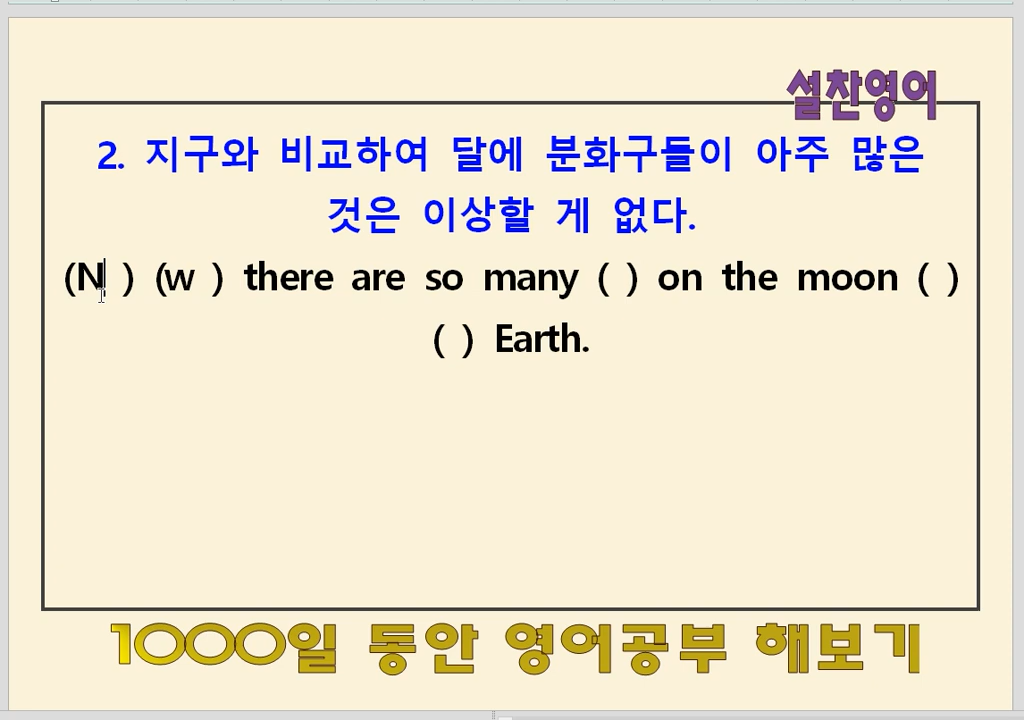 설찬영어
2. 지구와 비교하여 달에 분화구들이 아주 많은
것은 이상할 게 없다.
(N ) (w ) there are so many ( ) on the moon ( )
( ) Earth.
1000일 동안 영어공부 해보기